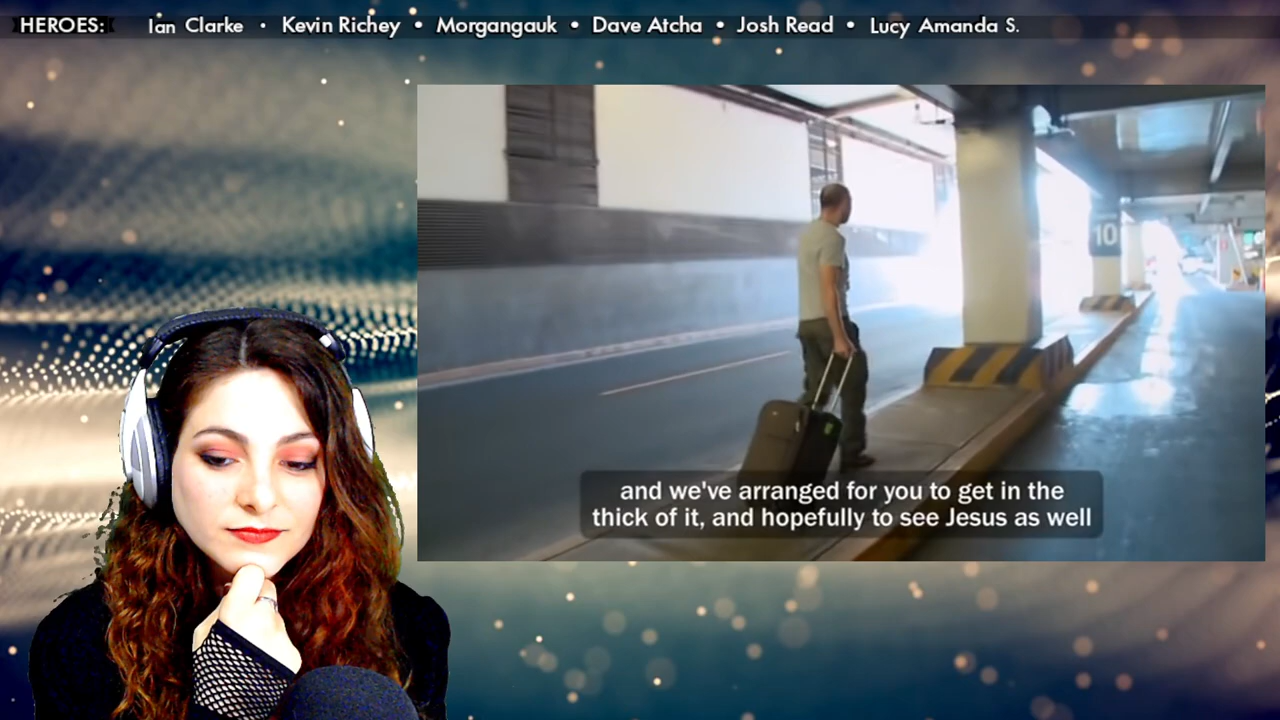 HEROES: Ian Clarke • Kevin Richey • Morgangauk • Dave Atcha • Josh Read • Lucy Amanda S.
10
and we've arranged for you to get in the
thick of it, and hopefully to see Jesus as well